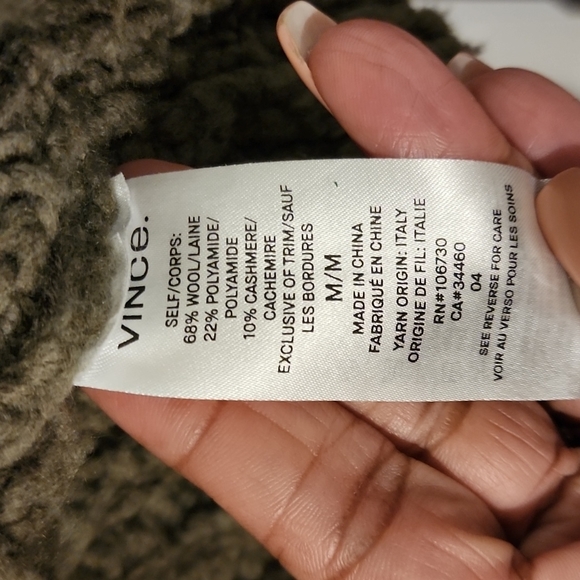 VINCE.
SELF/CORPS:
68% WOOL/LAINE
22% POLYAMIDE/
POLYAMIDE
10% CASHMERE/
CACHEMIRE
EXCLUSIVE OF TRIM/SAUF
LES BORDURES
M/M
MADE IN CHINA
FABRIQUÉ EN CHINE
YARN ORIGIN: ITALY
ORIGINE DE FIL: ITALIE
RN#106730
CA#34460
04
SEE REVERSE FOR CARE
VOIR AU VERSO POUR LES SOINS